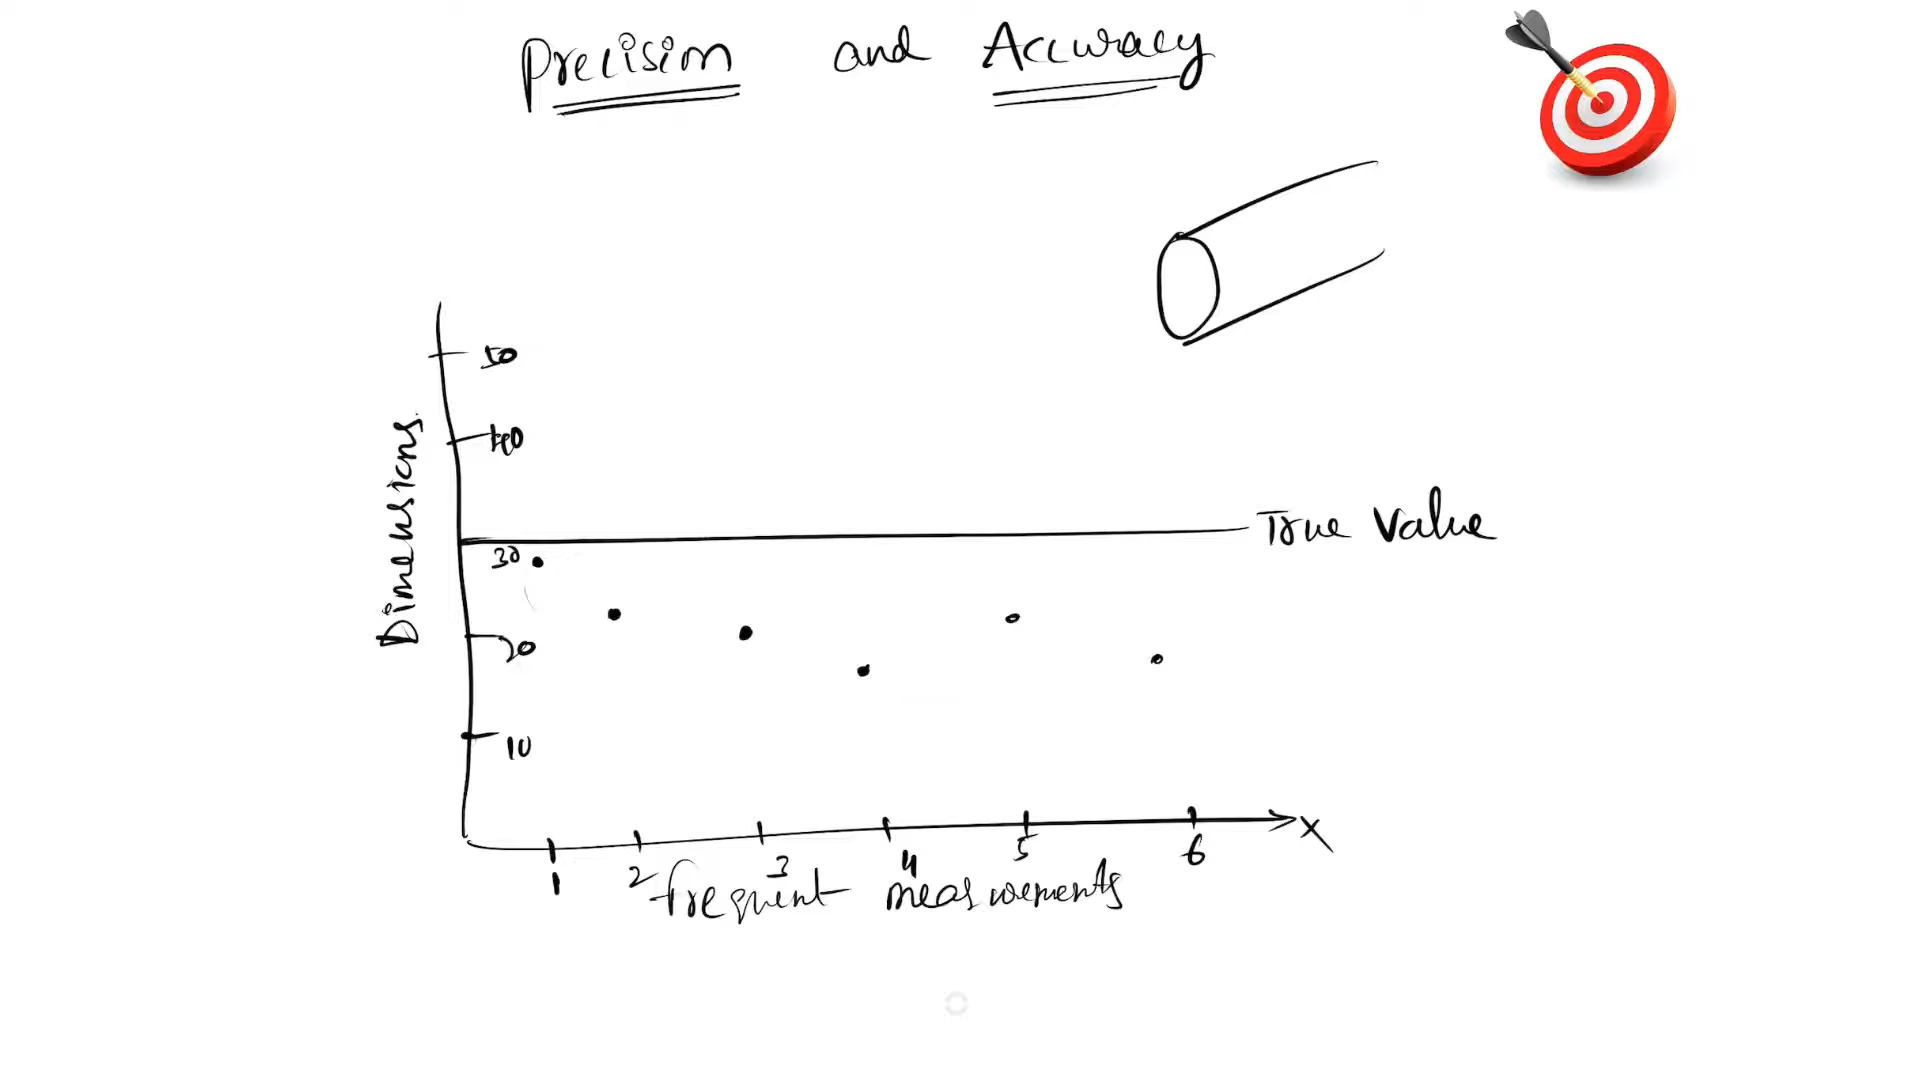 Precision and Accuracy
50
40
Dimensions.
True Value
30
20
10
X
1 2 3 4 5 6
frequent measurements